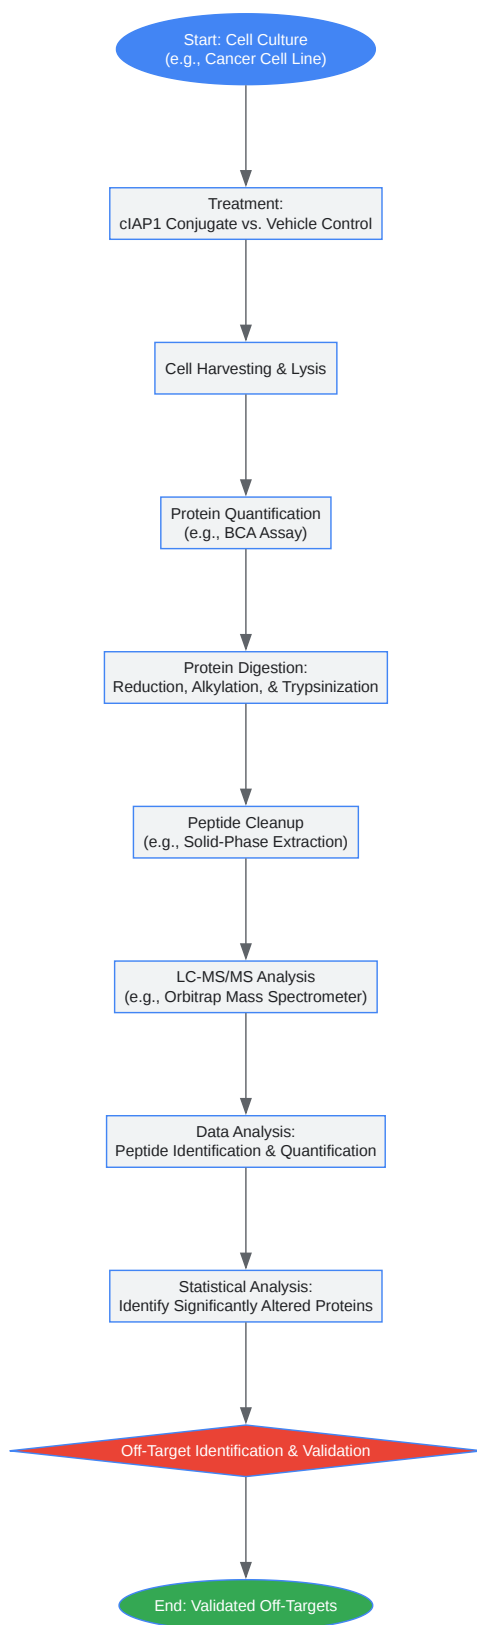 Start: Cell Culture
(e.g., Cancer Cell Line)
Treatment:
cIAP1 Conjugate vs. Vehicle Control
Cell Harvesting & Lysis
Protein Quantification
(e.g., BCA Assay)
Protein Digestion:
Reduction, Alkylation, & Trypsinization
Peptide Cleanup
(e.g., Solid-Phase Extraction)
LC-MS/MS Analysis
(e.g., Orbitrap Mass Spectrometer)
Data Analysis:
Peptide Identification & Quantification
Statistical Analysis:
Identify Significantly Altered Proteins
Off-Target Identification & Validation
End: Validated Off-Targets